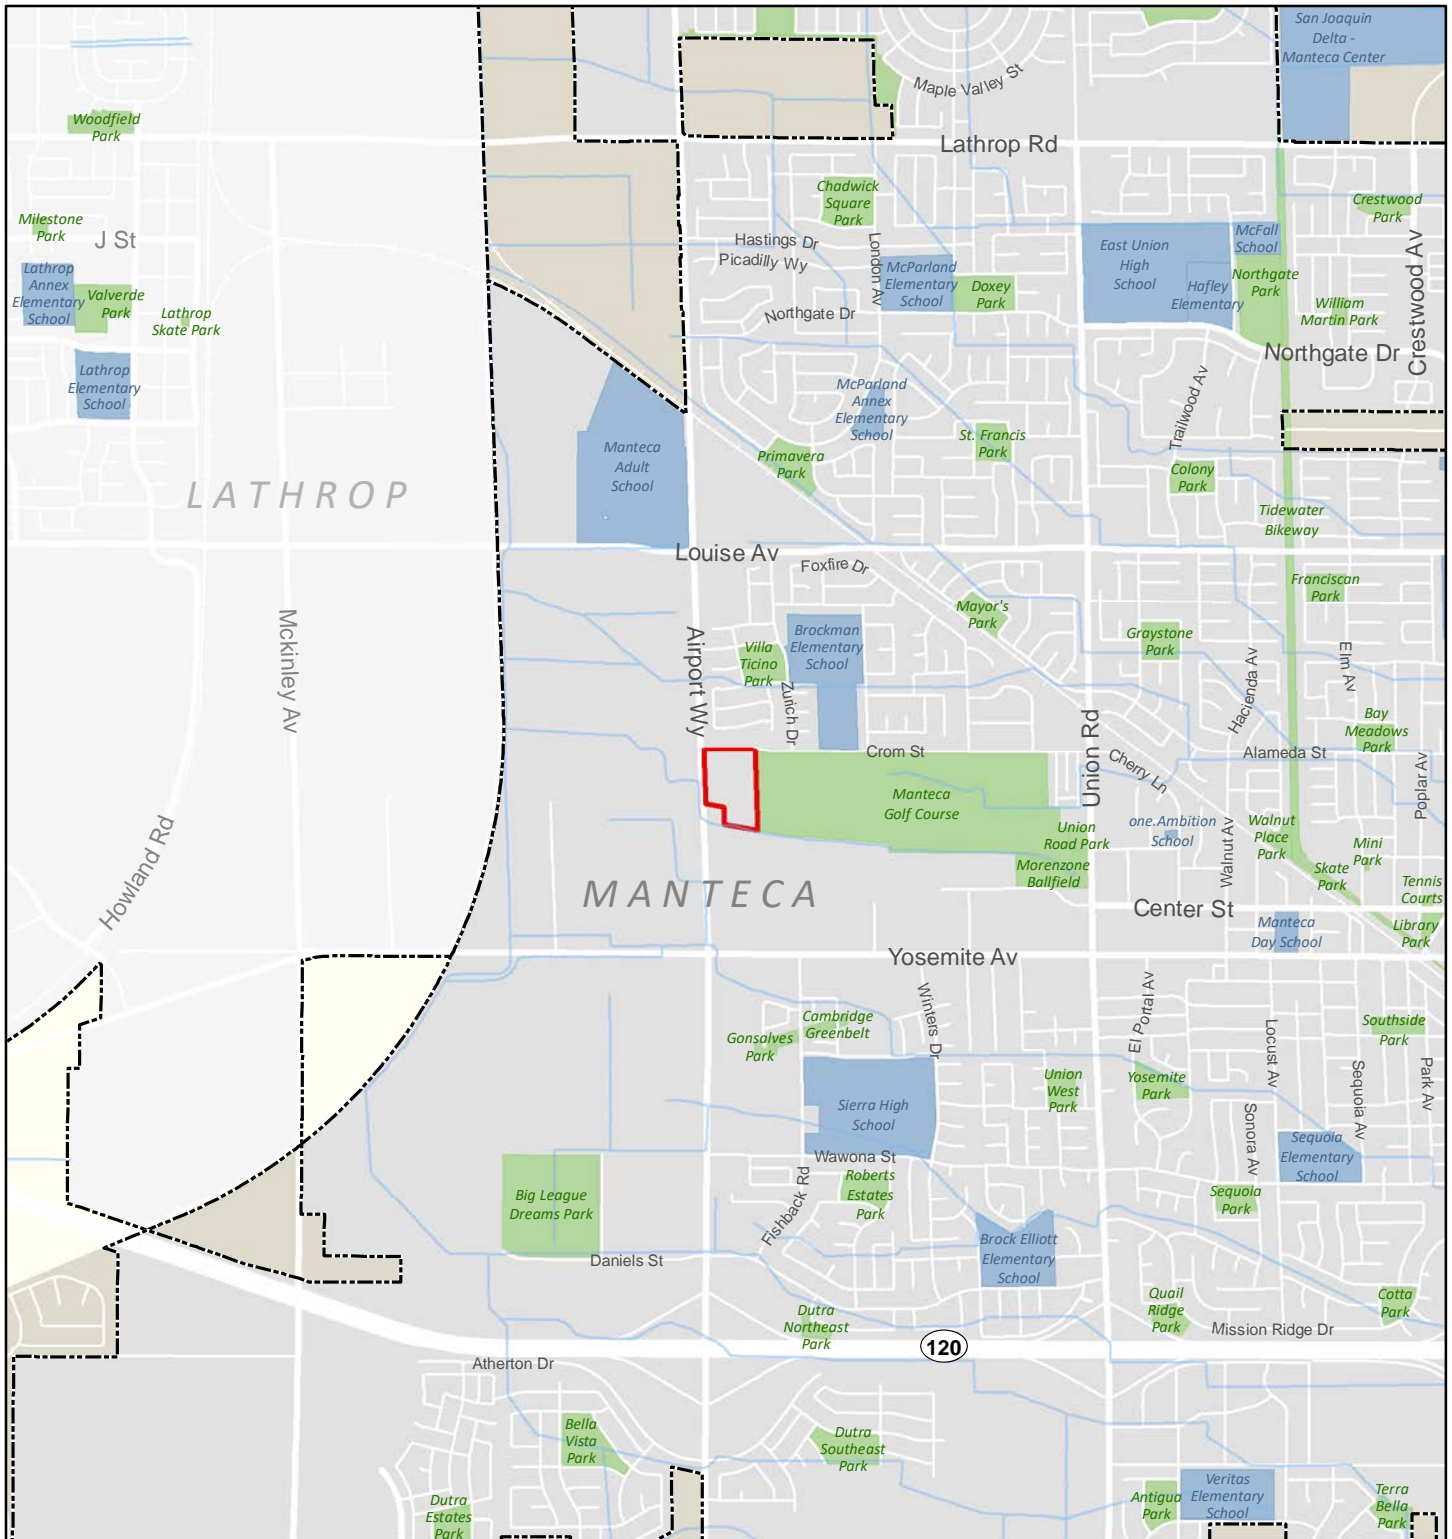 San Joaquin
Delta -
Manteca Center
Maple Valley St
Woodfield
Park
Lathrop Rd
Chadwick
Square
Park
Crestwood
Park
Milestone
Park
J St
Hastings Dr
Picadilly Wy
London Av
McFall
School
East Union
High
School
Crestwood Av
Lathrop
Annex
Elementary
School
Valverde
Park
Lathrop
Skate Park
McParland
Elementary
School
Doxey
Park
Hafley
Elementary
Northgate
Park
William
Martin Park
Northgate Dr
Northgate Dr
Lathrop
Elementary
School
McParland
Annex
Elementary
School
Trailwood Av
Manteca
Adult
School
Primavera
Park
St. Francis
Park
Colony
Park
LATHROP
Tidewater
Bikeway
Louise Av
Foxfire Dr
Franciscan
Park
Mckinley Av
Airport Wy
Mayor's
Park
Brockman
Elementary
School
Villa
Ticino
Park
Zurich Dr
Graystone
Park
Hacienda Av
Elm Av
Union Rd
Bay
Meadows
Park
Crom St
Cherry Ln
Alameda St
Poplar Av
Manteca
Golf Course
Howland Rd
Union
Road Park
one.Ambition
School
Walnut
Place
Park
Walnut Av
Mini
Park
Morenzone
Ballfield
Skate
Park
Tennis
Courts
MANTECA
Center St
Manteca
Day School
Library
Park
Yosemite Av
Winters Dr
El Portal Av
Cambridge
Greenbelt
Gonsalves
Park
Locust Av
Southside
Park
Sequoia Av
Park Av
Union
West
Park
Yosemite
Park
Sierra High
School
Sonora Av
Sequoia
Elementary
School
Wawona St
Roberts
Estates
Park
Fishback Rd
Big League
Dreams Park
Sequoia
Park
Brock Elliott
Elementary
School
Daniels St
Dutra
Northeast
Park
Quail
Ridge
Park
Cotta
Park
Mission Ridge Dr
120
Atherton Dr
Bella
Vista
Park
Dutra
Southeast
Park
Dutra
Estates
Park
Antigua
Park
Veritas
Elementary
School
Terra
Bella
Park